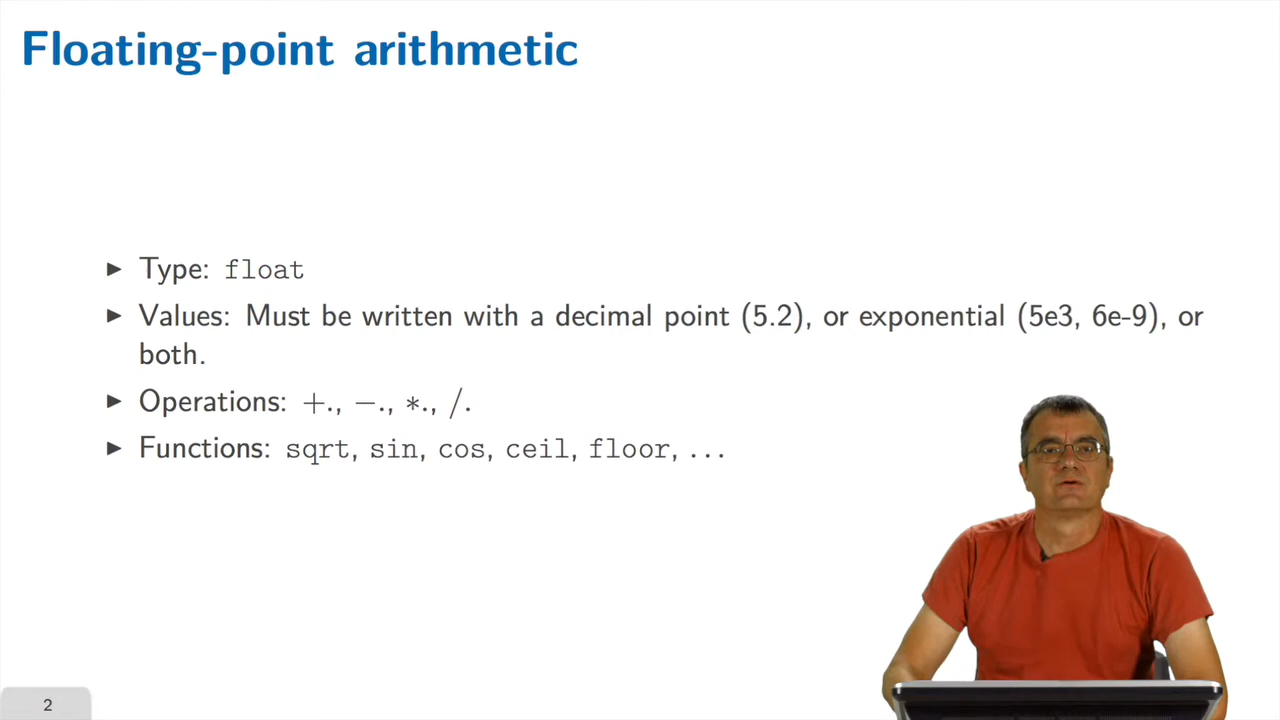 Floating-point arithmetic
▶ Type: float
▶ Values: Must be written with a decimal point (5.2), or exponential (5e3, 6e-9), or
both.
▶ Operations: +., −., ∗., /.
▶ Functions: sqrt, sin, cos, ceil, floor, ...
2